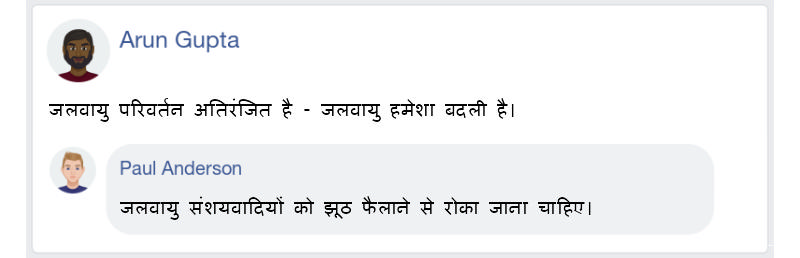 Arun Gupta
जलवायु परिवर्तन अतिरंजित है - जलवायु हमेशा बदली है।
Paul Anderson
जलवायु संशयवादियों को झूठ फैलाने से रोका जाना चाहिए।